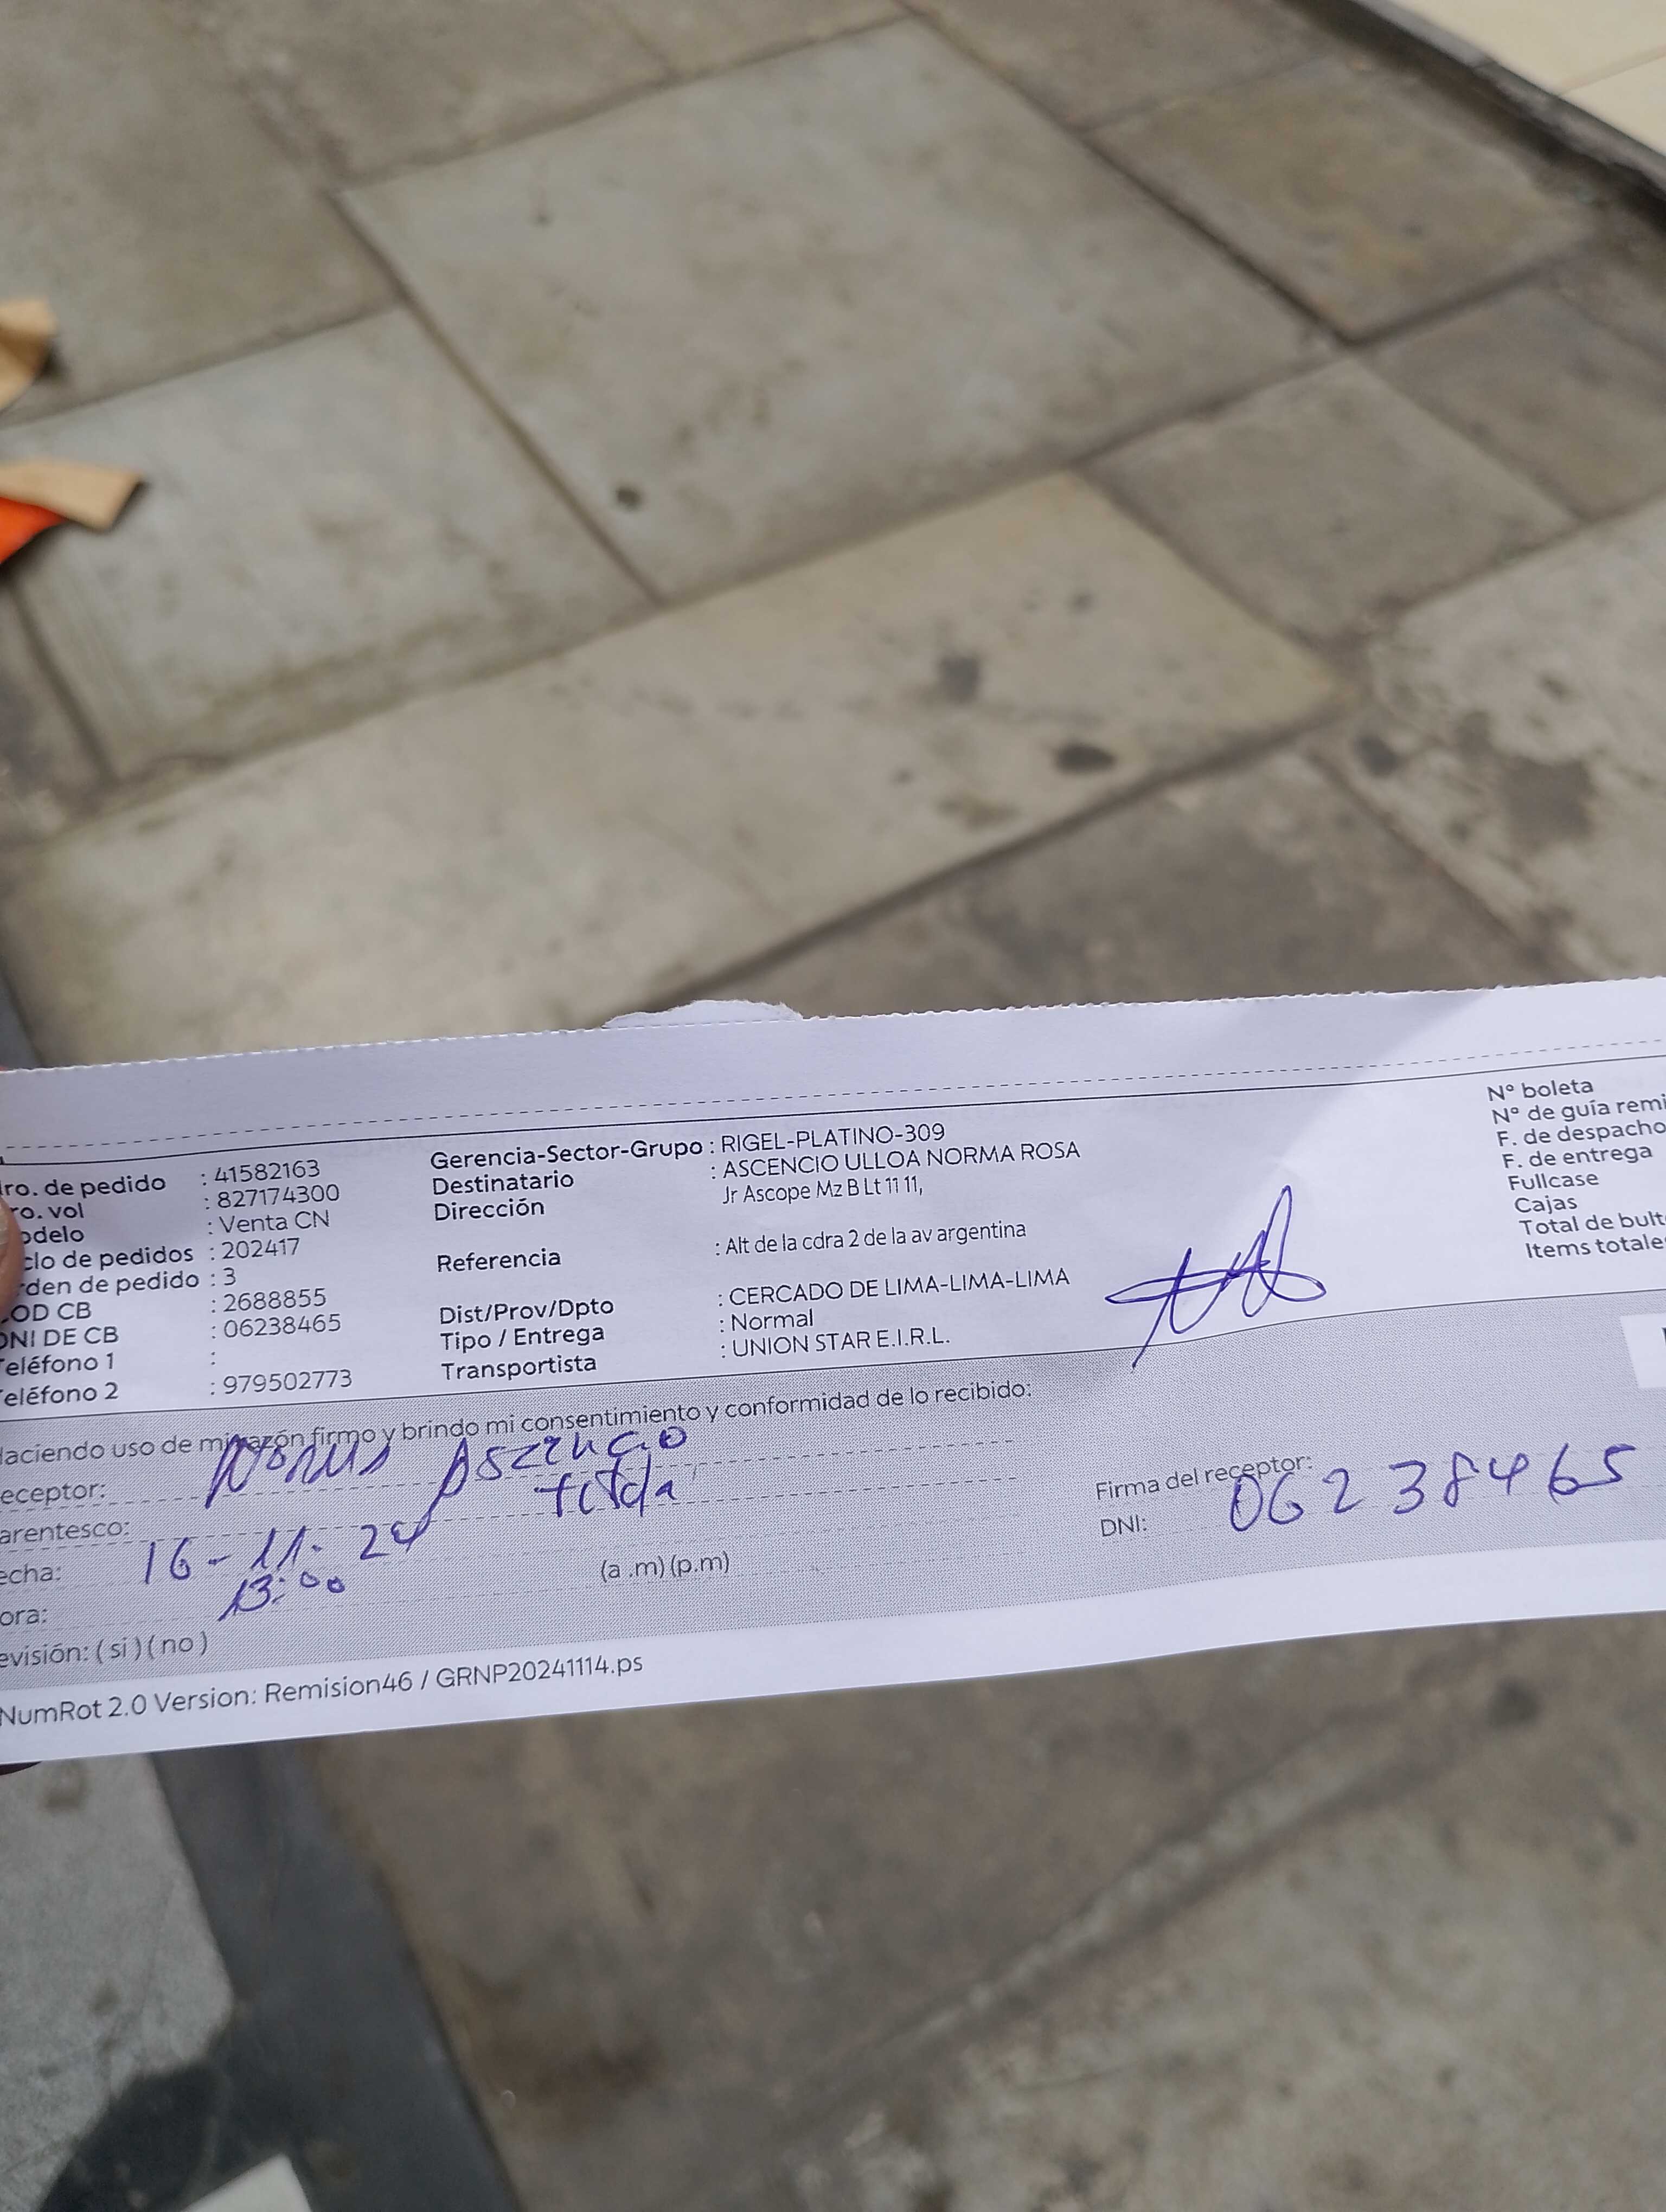 ro. de pedido : 41582163
ro. vol : 827174300
odelo : Venta CN
clo de pedidos : 202417
rden de pedido : 3
OD CB : 2688855
DNI DE CB : 06238465
eléfono 1 :
eléfono 2 : 979502773
Gerencia-Sector-Grupo : RIGEL-PLATINO-309
Destinatario : ASCENCIO ULLOA NORMA ROSA
Dirección Jr Ascope Mz B Lt 11 11,
Referencia : Alt de la cdra 2 de la av argentina
Dist/Prov/Dpto : CERCADO DE LIMA-LIMA-LIMA
Tipo / Entrega : Normal
Transportista : UNION STAR E.I.R.L.
N° boleta
N° de guía remi
F. de despacho
F. de entrega
Fullcase
Cajas
Total de bult
Items totale
Haciendo uso de mi razón firmo y brindo mi consentimiento y conformidad de lo recibido:
eceptor:
arentesco:
echa: 16-11-24
ora: 13:00 (a .m) (p.m)
evisión: ( si ) ( no )
Firma del receptor:
DNI: 06238465
NumRot 2.0 Version: Remision46 / GRNP20241114.ps